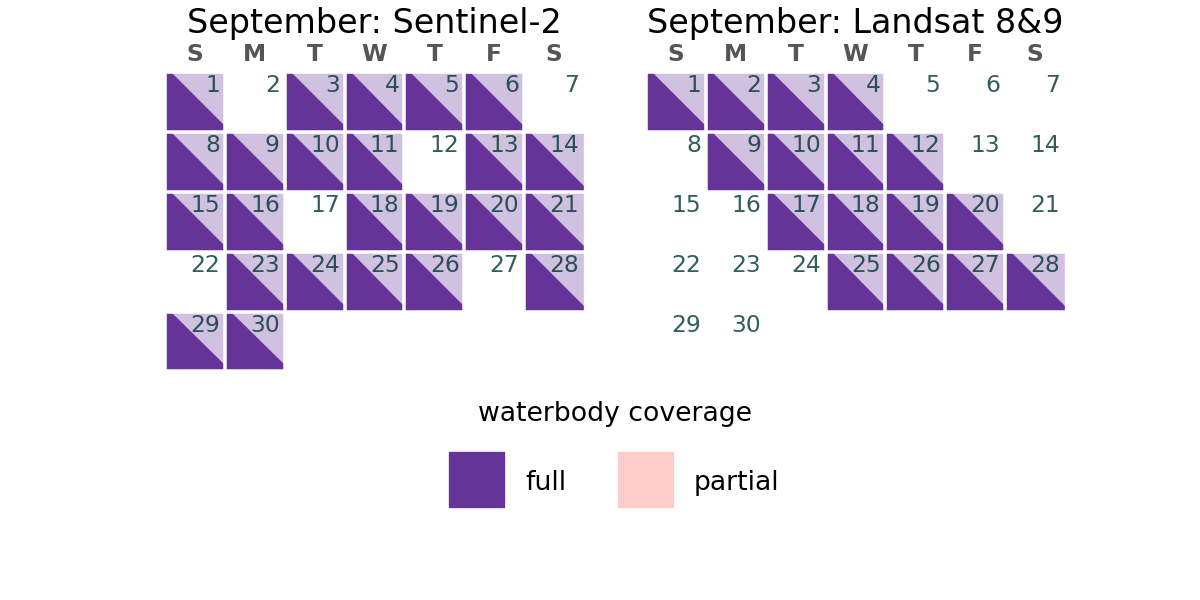 September: Sentinel-2
S M T W T F S
1 2 3 4 5 6 7
8 9 10 11 12 13 14
15 16 17 18 19 20 21
22 23 24 25 26 27 28
29 30
September: Landsat 8&9
S M T W T F S
1 2 3 4 5 6 7
8 9 10 11 12 13 14
15 16 17 18 19 20 21
22 23 24 25 26 27 28
29 30
waterbody coverage
full partial